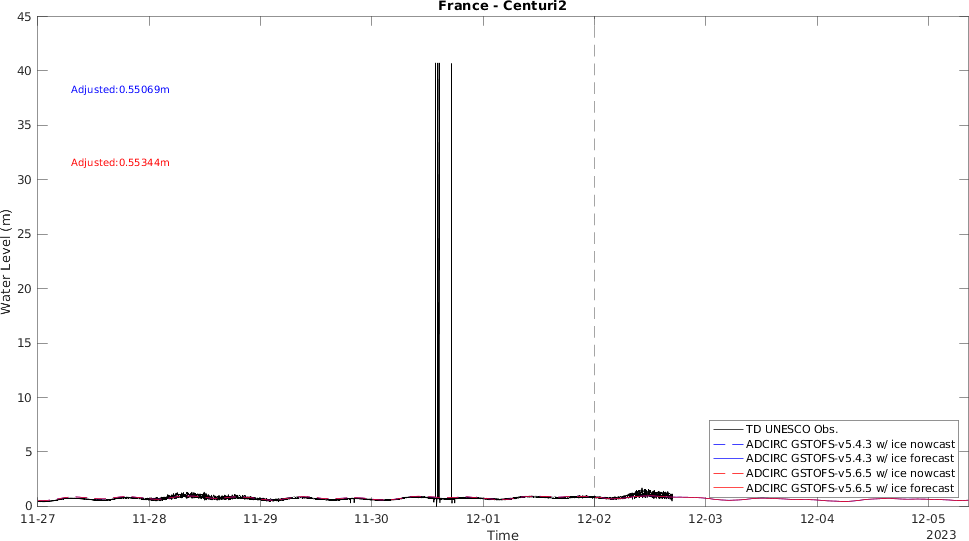 France - Centuri2
45
40
35
30
25
20
15
10
5
0
Water Level (m)
Adjusted:0.55069m
Adjusted:0.55344m
TD UNESCO Obs.
ADCIRC GSTOFS-v5.4.3 w/ ice nowcast
ADCIRC GSTOFS-v5.4.3 w/ ice forecast
ADCIRC GSTOFS-v5.6.5 w/ ice nowcast
ADCIRC GSTOFS-v5.6.5 w/ ice forecast
11-27 11-28 11-29 11-30 12-01 12-02 12-03 12-04 12-05
Time
2023